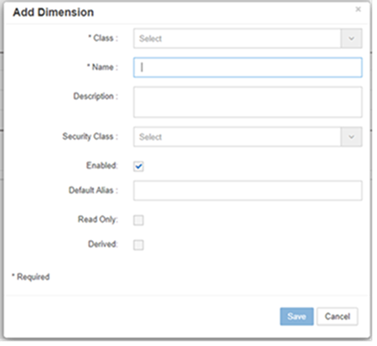 Add Dimension ×
* Class : Select
* Name :
Description :
Security Class : Select
Enabled:
Default Alias :
Read Only:
Derived:
* Required
Save Cancel